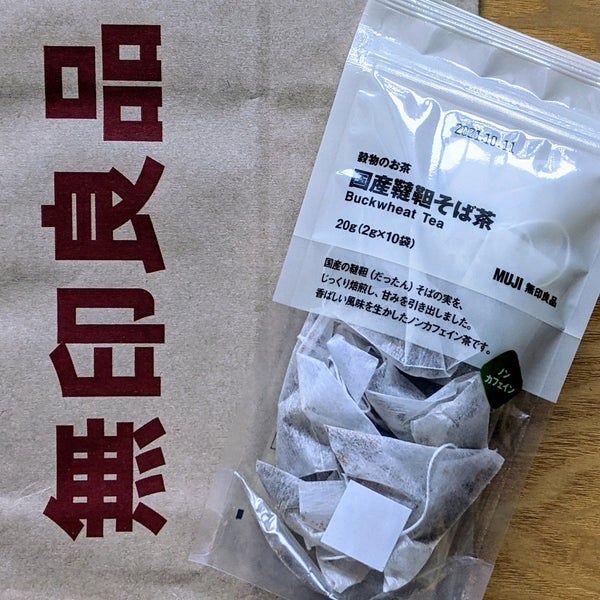 無印良品
2021.10.11
穀物のお茶
国産韃靼そば茶
Buckwheat Tea
20g(2g×10袋)
MUJI 無印良品
国産の韃靼(だったん)そばの実を、
じっくり焙煎し、甘みを引き出しました。
香ばしい風味を生かしたノンカフェイン茶です。
ノン
カフェイン